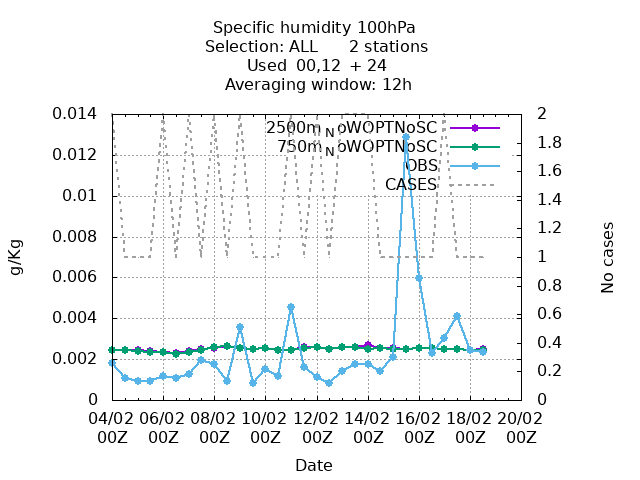 Specific humidity 100hPa
Selection: ALL 2 stations
Used 00,12 + 24
Averaging window: 12h
0.014
0.012
0.01
0.008
0.006
0.004
0.002
0
2
1.8
1.6
1.4
1.2
1
0.8
0.6
0.4
0.2
0
2500m_NoWOPTNoSC
750m_NoWOPTNoSC
OBS
CASES
g/Kg
No cases
04/02 06/02 08/02 10/02 12/02 14/02 16/02 18/02 20/02
00Z 00Z 00Z 00Z 00Z 00Z 00Z 00Z 00Z
Date